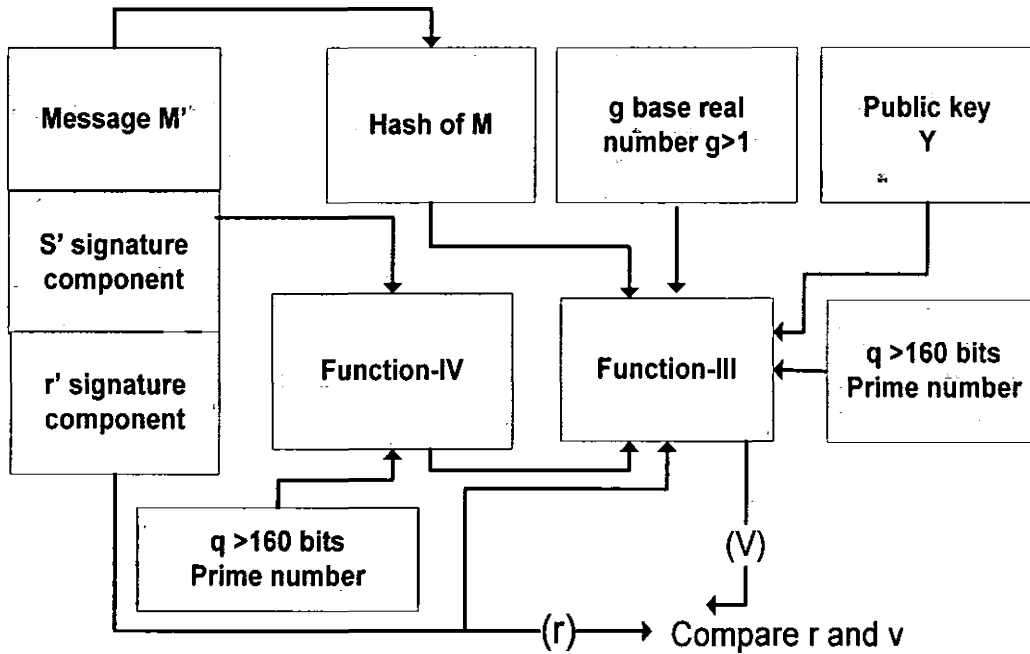 Message M'
Hash of M
g base real
number g>1
Public key
Y
S' signature
component
r' signature
component
Function-IV
Function-III
q >160 bits
Prime number
q >160 bits
Prime number
(V)
(r)
Compare r and v